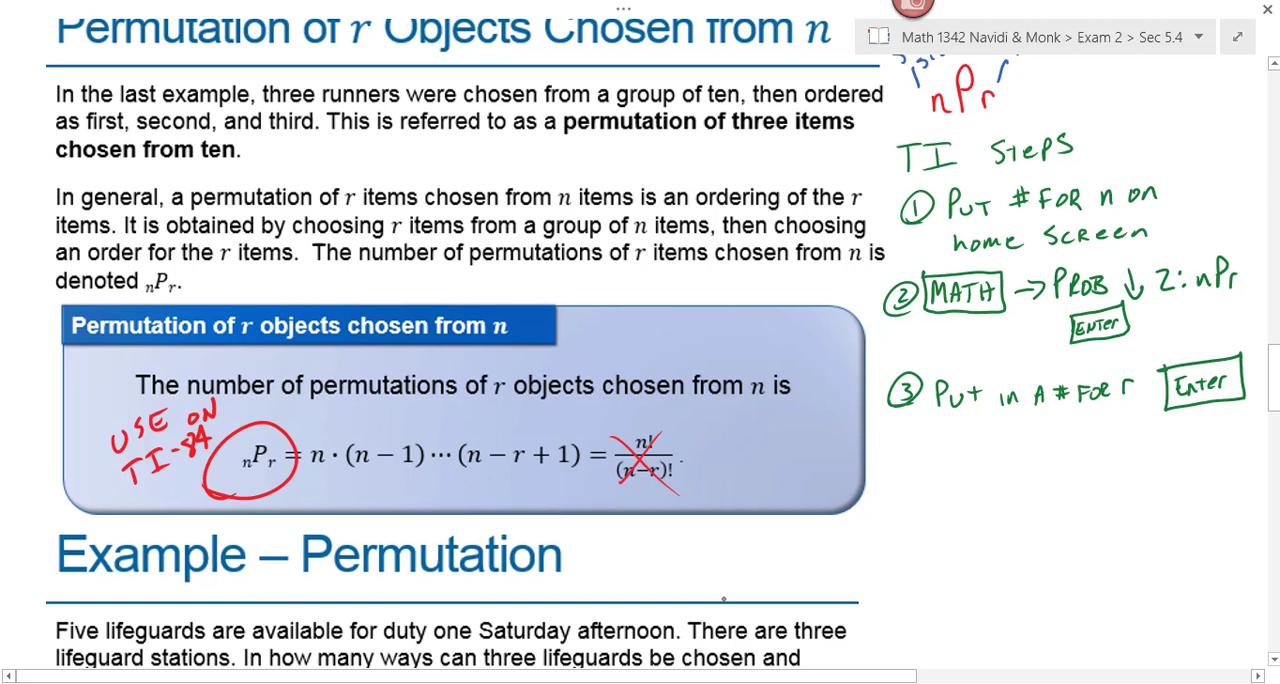 Permutation of r Objects Chosen from n
Math 1342 Navidi & Monk > Exam 2 > Sec 5.4
In the last example, three runners were chosen from a group of ten, then ordered
as first, second, and third. This is referred to as a permutation of three items
chosen from ten.
In general, a permutation of r items chosen from n items is an ordering of the r
items. It is obtained by choosing r items from a group of n items, then choosing
an order for the r items. The number of permutations of r items chosen from n is
denoted nPr.
Permutation of r objects chosen from n
The number of permutations of r objects chosen from n is
USE ON
TI-84
nPr = n · (n − 1) ··· (n − r + 1) = n!/(n−r)! .
Example – Permutation
Five lifeguards are available for duty one Saturday afternoon. There are three
lifeguard stations. In how many ways can three lifeguards be chosen and
nPr
TI Steps
① Put # For n on
home screen
② MATH → PROB ↓ 2: nPr
Enter
③ Put in A # For r Enter